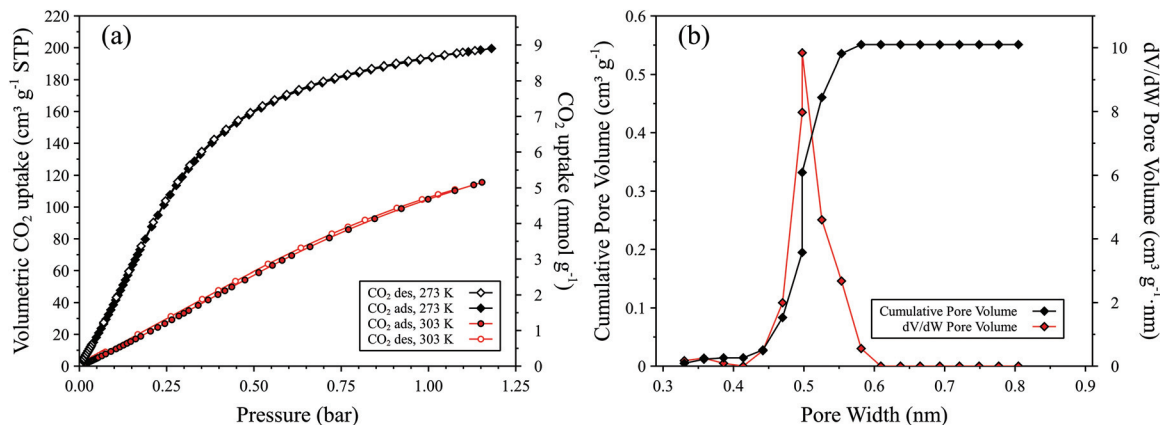 (a)
Volumetric CO₂ uptake (cm³ g⁻¹ STP)
220
200
180
160
140
120
100
80
60
40
20
0
0.00 0.25 0.50 0.75 1.00 1.25
Pressure (bar)
9
8
7
6
5
4
3
2
1
0
CO₂ uptake (mmol g⁻¹)
CO₂ des, 273 K
CO₂ ads, 273 K
CO₂ ads, 303 K
CO₂ des, 303 K
(b)
Cumulative Pore Volume (cm³ g⁻¹)
0.6
0.5
0.4
0.3
0.2
0.1
0
0.3 0.4 0.5 0.6 0.7 0.8 0.9
Pore Width (nm)
10
8
6
4
2
0
dV/dW Pore Volume (cm³ g⁻¹·nm)
Cumulative Pore Volume
dV/dW Pore Volume